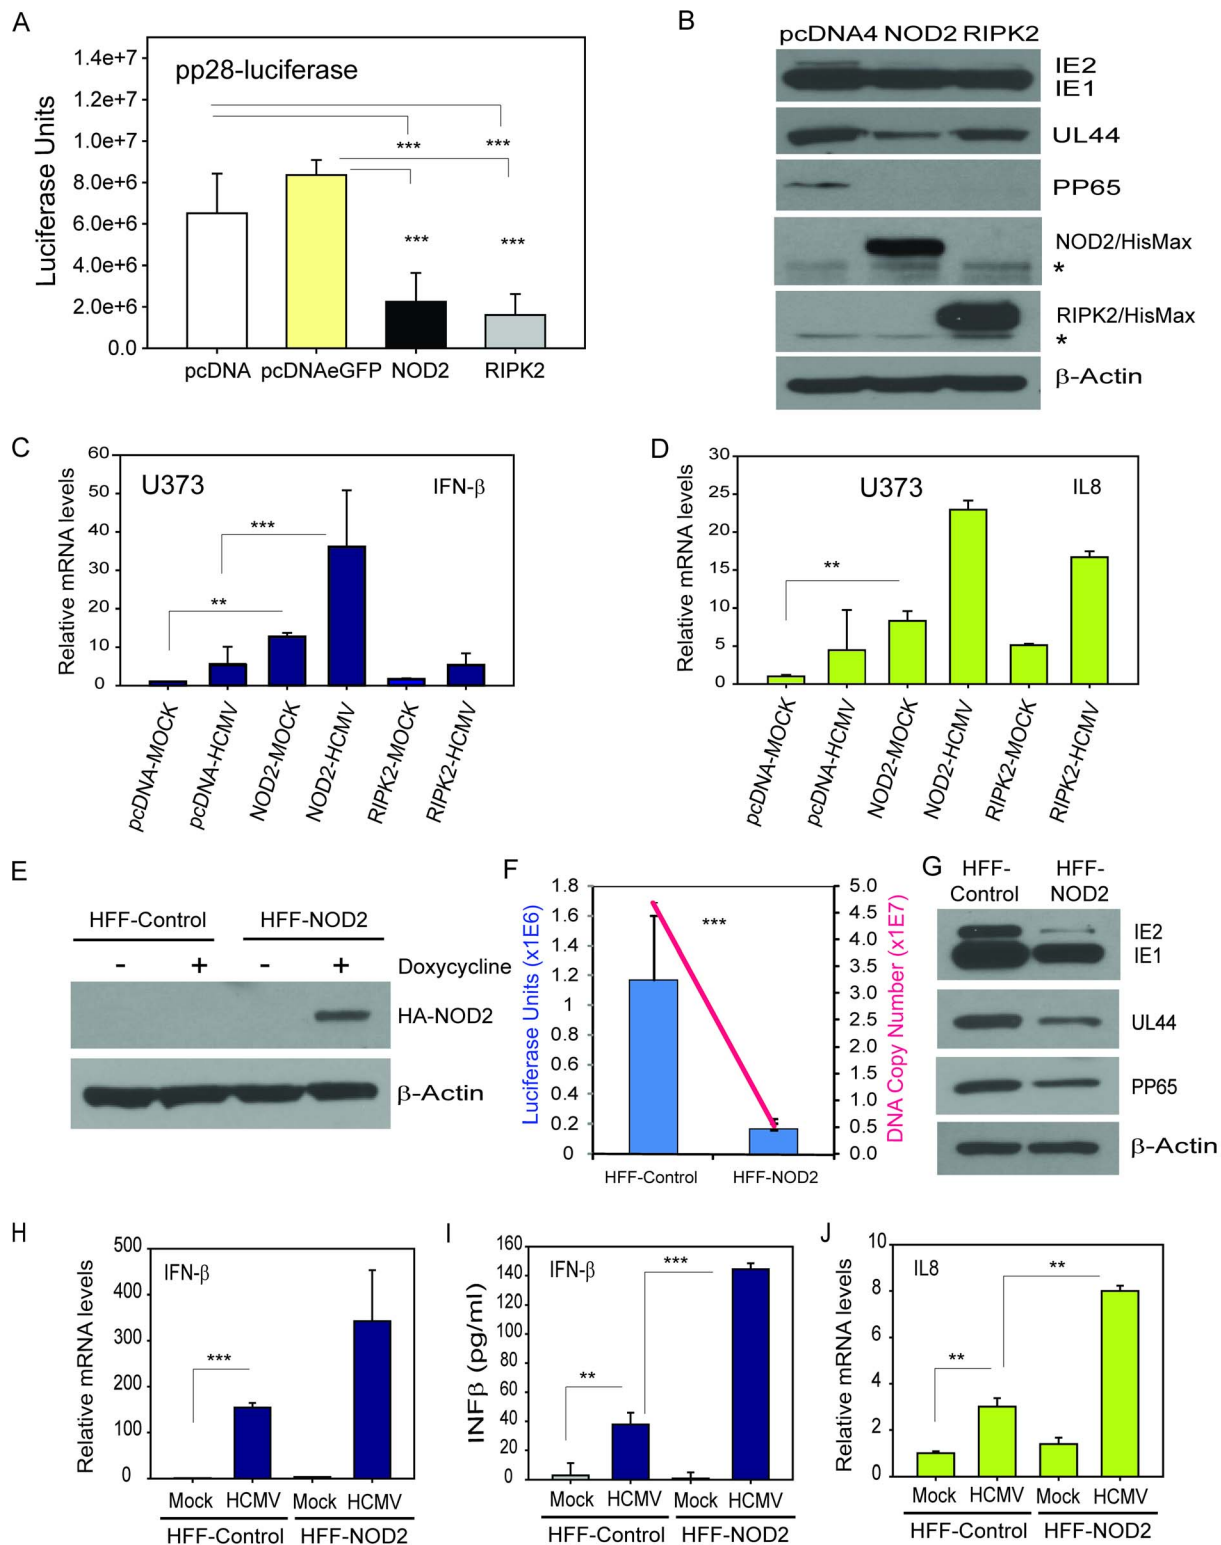 A
pp28-luciferase
Luciferase Units
1.4e+7
1.2e+7
1.0e+7
8.0e+6
6.0e+6
4.0e+6
2.0e+6
0.0
***
***
***
***
pcDNA pcDNAeGFP NOD2 RIPK2
B
pcDNA4 NOD2 RIPK2
IE2
IE1
UL44
PP65
NOD2/HisMax
*
RIPK2/HisMax
*
β-Actin
C
U373
IFN-β
Relative mRNA levels
60
50
40
30
20
10
0
***
**
pcDNA-MOCK
pcDNA-HCMV
NOD2-MOCK
NOD2-HCMV
RIPK2-MOCK
RIPK2-HCMV
D
U373
IL8
Relative mRNA levels
30
25
20
15
10
5
0
**
pcDNA-MOCK
pcDNA-HCMV
NOD2-MOCK
NOD2-HCMV
RIPK2-MOCK
RIPK2-HCMV
E
HFF-Control HFF-NOD2
- + - + Doxycycline
HA-NOD2
β-Actin
F
Luciferase Units (x1E6)
1.8
1.6
1.4
1.2
1
0.8
0.6
0.4
0.2
0
***
DNA Copy Number (x1E7)
5.0
4.5
4.0
3.5
3.0
2.5
2.0
1.5
1.0
0.5
0.0
HFF-Control HFF-NOD2
G
HFF-
Control
HFF-
NOD2
IE2
IE1
UL44
PP65
β-Actin
H
IFN-β
Relative mRNA levels
500
400
300
200
100
0
***
Mock HCMV Mock HCMV
HFF-Control HFF-NOD2
I
IFN-β
INFβ (pg/ml)
160
140
120
100
80
60
40
20
0
***
**
Mock HCMV Mock HCMV
HFF-Control HFF-NOD2
J
IL8
Relative mRNA levels
10
8
6
4
2
0
**
**
Mock HCMV Mock HCMV
HFF-Control HFF-NOD2